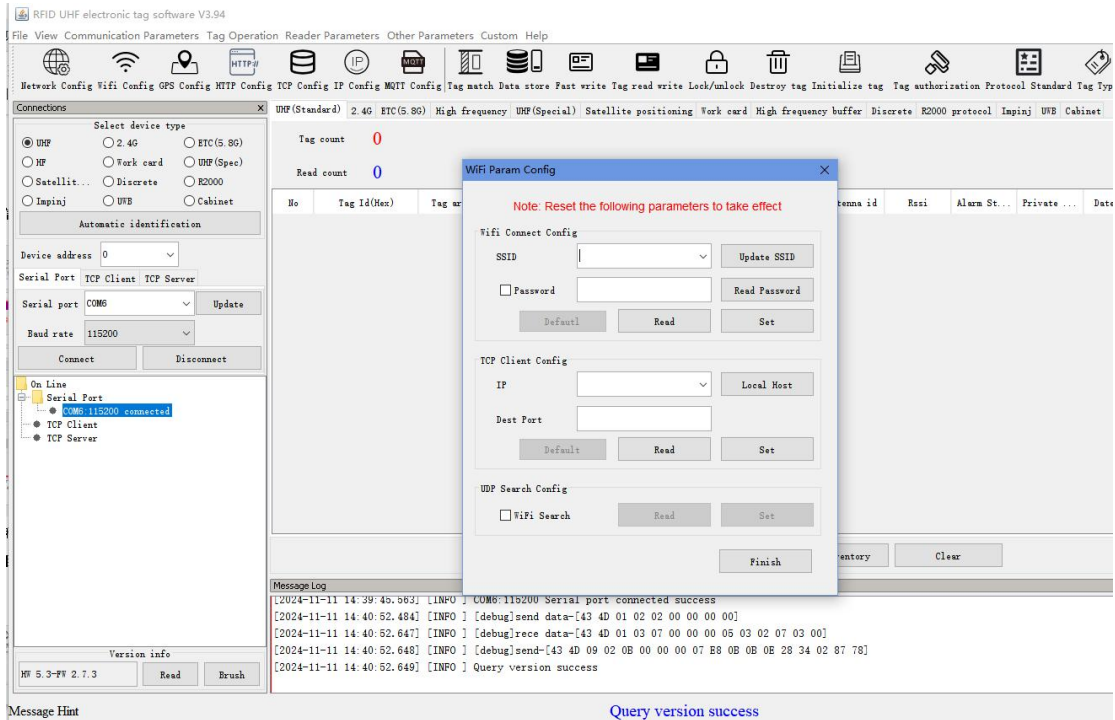 RFID UHF electronic tag software V3.94
File View Communication Parameters Tag Operation Reader Parameters Other Parameters Custom Help
HTTP:// IP MQTT
Network Config Wifi Config GPS Config HTTP Config TCP Config IP Config MQTT Config Tag match Data store Fast write Tag read write Lock/unlock Destroy tag Initialize tag Tag authorization Protocol Standard Tag Typ
Connections x
UHF(Standard) 2.4G ETC(5.8G) High frequency UHF(Special) Satellite positioning Work card High frequency buffer Discrete R2000 protocol Impinj UWB Cabinet
Select device type
UHF 2.4G ETC(5.8G)
HF Work card UHF(Spec)
Satellit... Discrete R2000
Impinj UWB Cabinet
Automatic identification
Device address 0
Serial Port TCP Client TCP Server
Serial port COM6 Update
Baud rate 115200
Connect Disconnect
On Line
Serial Port
COM6:115200 connected
TCP Client
TCP Server
Version info
HW 5.3-FW 2.7.3 Read Brush
Tag count 0
Read count 0
No Tag Id(Hex) Tag ar tenna id Rssi Alarm St... Private ... Date
WiFi Param Config
Note: Reset the following parameters to take effect
Wifi Connect Config
SSID Update SSID
Password Read Password
Defautl Read Set
TCP Client Config
IP Local Host
Dest Port
Default Read Set
UDP Search Config
WiFi Search Read Set
Finish
entory Clear
Message Log
[2024-11-11 14:39:45.563] [INFO ] COM6:115200 Serial port connected success
[2024-11-11 14:40:52.484] [INFO ] [debug]send data-[43 4D 01 02 02 00 00 00 00]
[2024-11-11 14:40:52.647] [INFO ] [debug]rece data-[43 4D 01 03 07 00 00 00 05 03 02 07 03 00]
[2024-11-11 14:40:52.648] [INFO ] [debug]send-[43 4D 09 02 0B 00 00 00 07 E8 0B 0B 0E 28 34 02 87 78]
[2024-11-11 14:40:52.649] [INFO ] Query version success
Message Hint Query version success